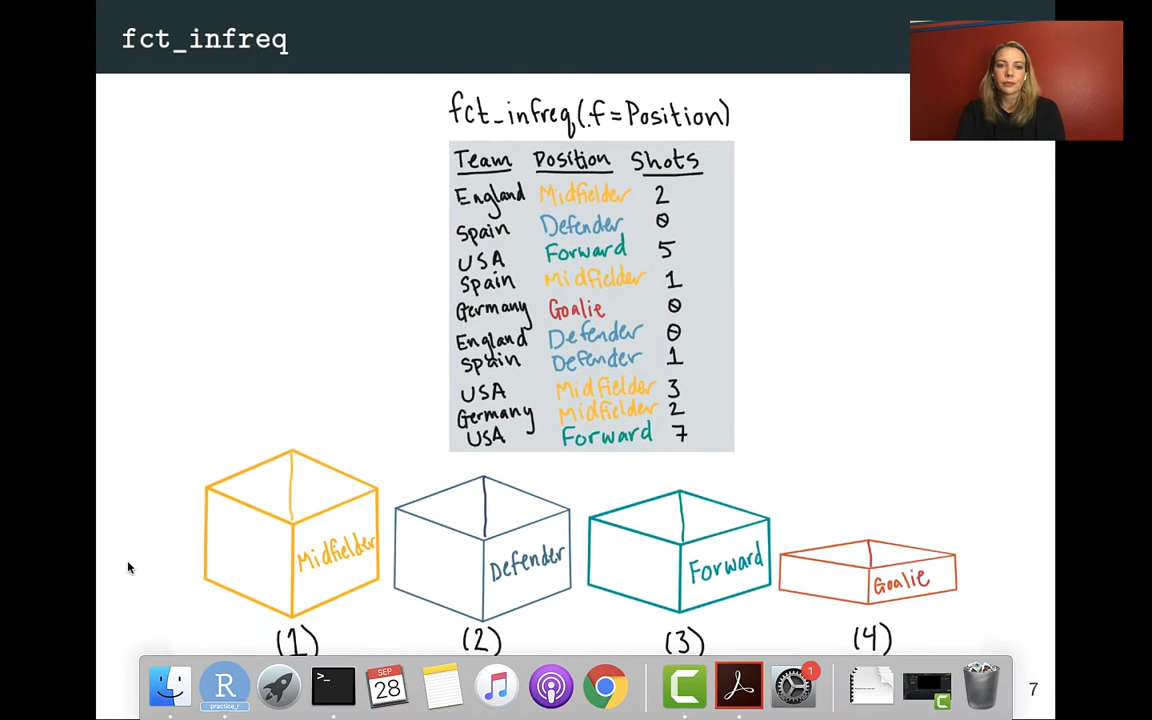 fct_infreq
fct_infreq(.f=Position)
Team Position Shots
England Midfielder 2
Spain Defender 0
USA Forward 5
Spain Midfielder 1
Germany Goalie 0
England Defender 0
Spain Defender 1
USA Midfielder 3
Germany Midfielder 2
USA Forward 7
Midfielder
Defender
Forward
Goalie
(1) (2) (3) (4)
R
practice_r
>_
SEP
28
1
7